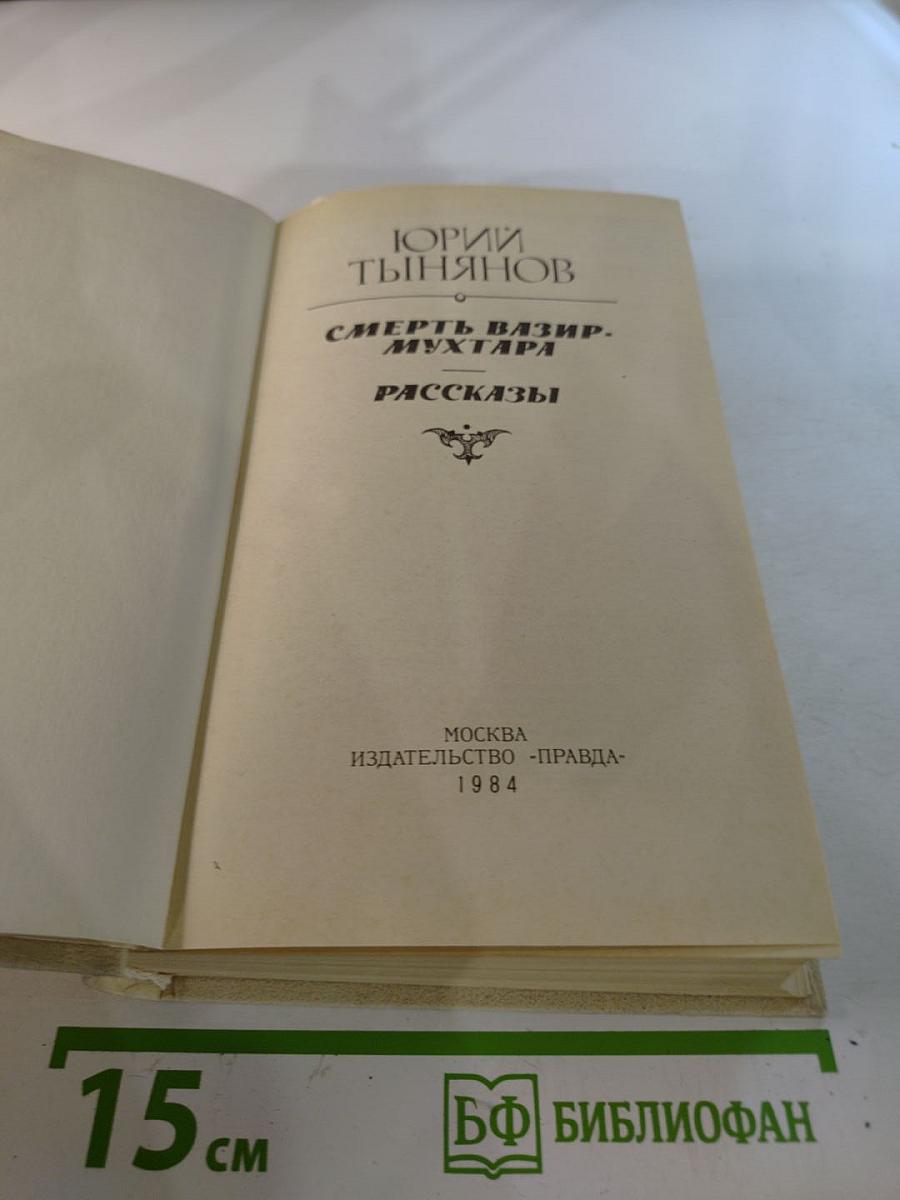 ЮРИЙ
ТЫНЯНОВ
СМЕРТЬ ВАЗИР-
МУХТАРА
РАССКАЗЫ
МОСКВА
ИЗДАТЕЛЬСТВО «ПРАВДА»
1984
15 см
БФ БИБЛИОФАН